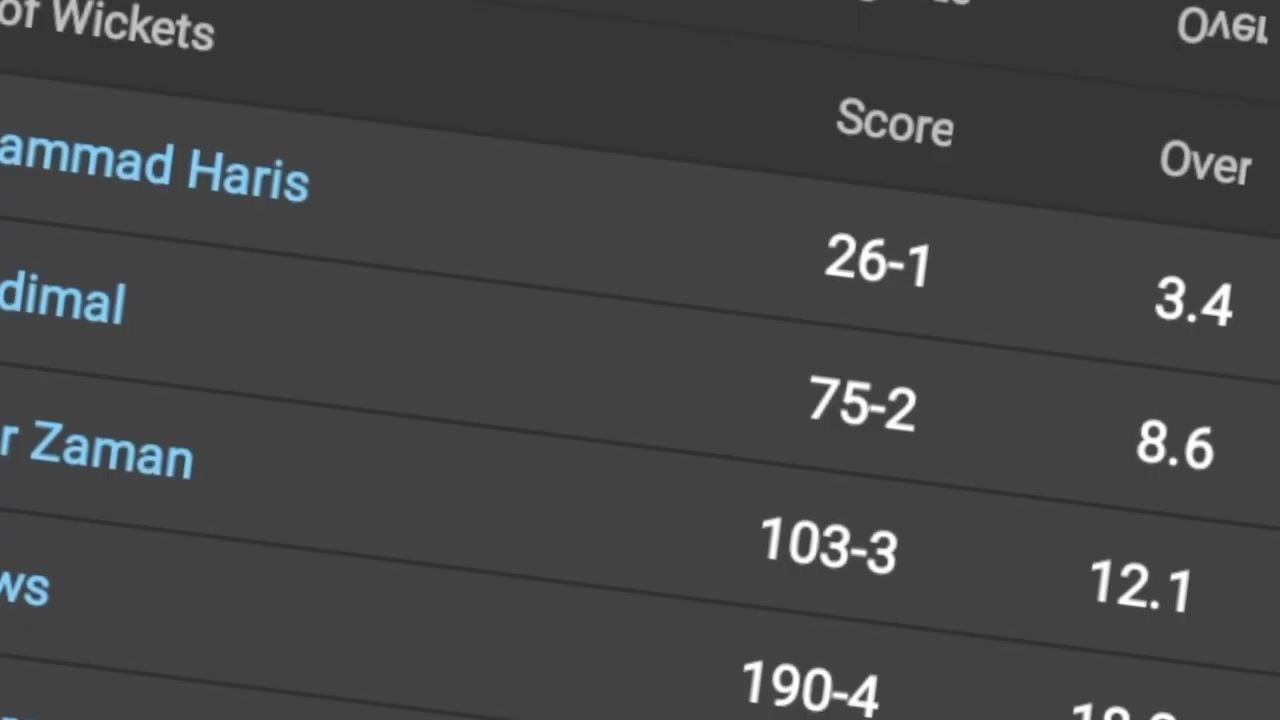 of Wickets Score Over
ammad Haris 26-1 3.4
dimal 75-2 8.6
r Zaman 103-3 12.1
ws 190-4